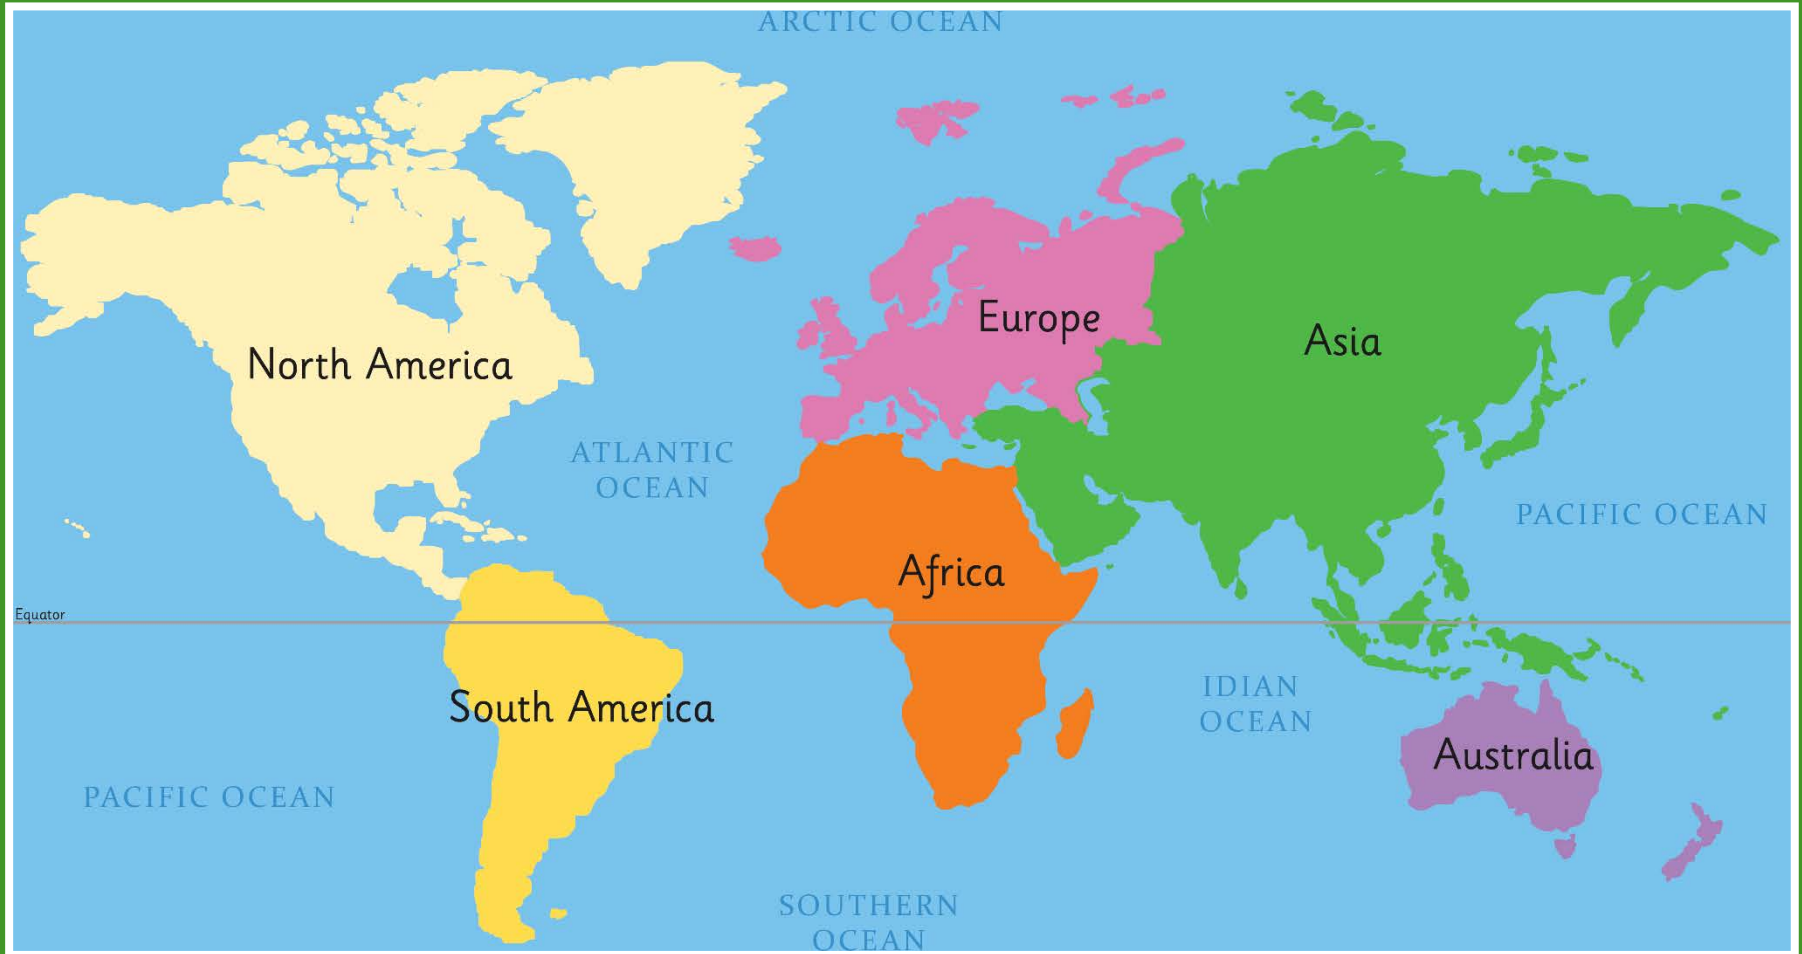 ARCTIC OCEAN
Europe
Asia
North America
ATLANTIC
OCEAN
PACIFIC OCEAN
Africa
Equator
IDIAN
OCEAN
South America
Australia
PACIFIC OCEAN
SOUTHERN
OCEAN